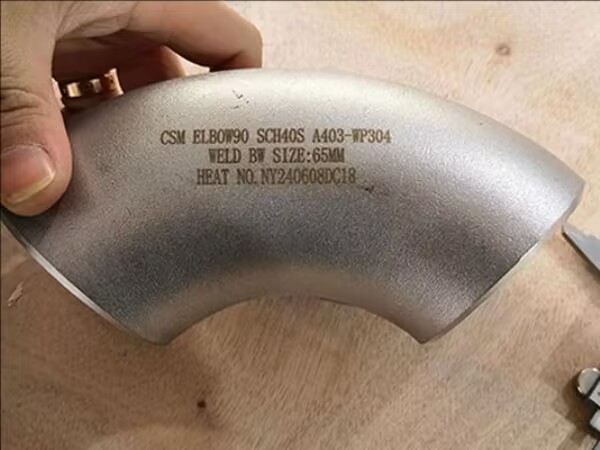 CSM ELBOW90 SCH40S A403-WP304
WELD BW SIZE:65MM
HEAT NO.NY240608DC18